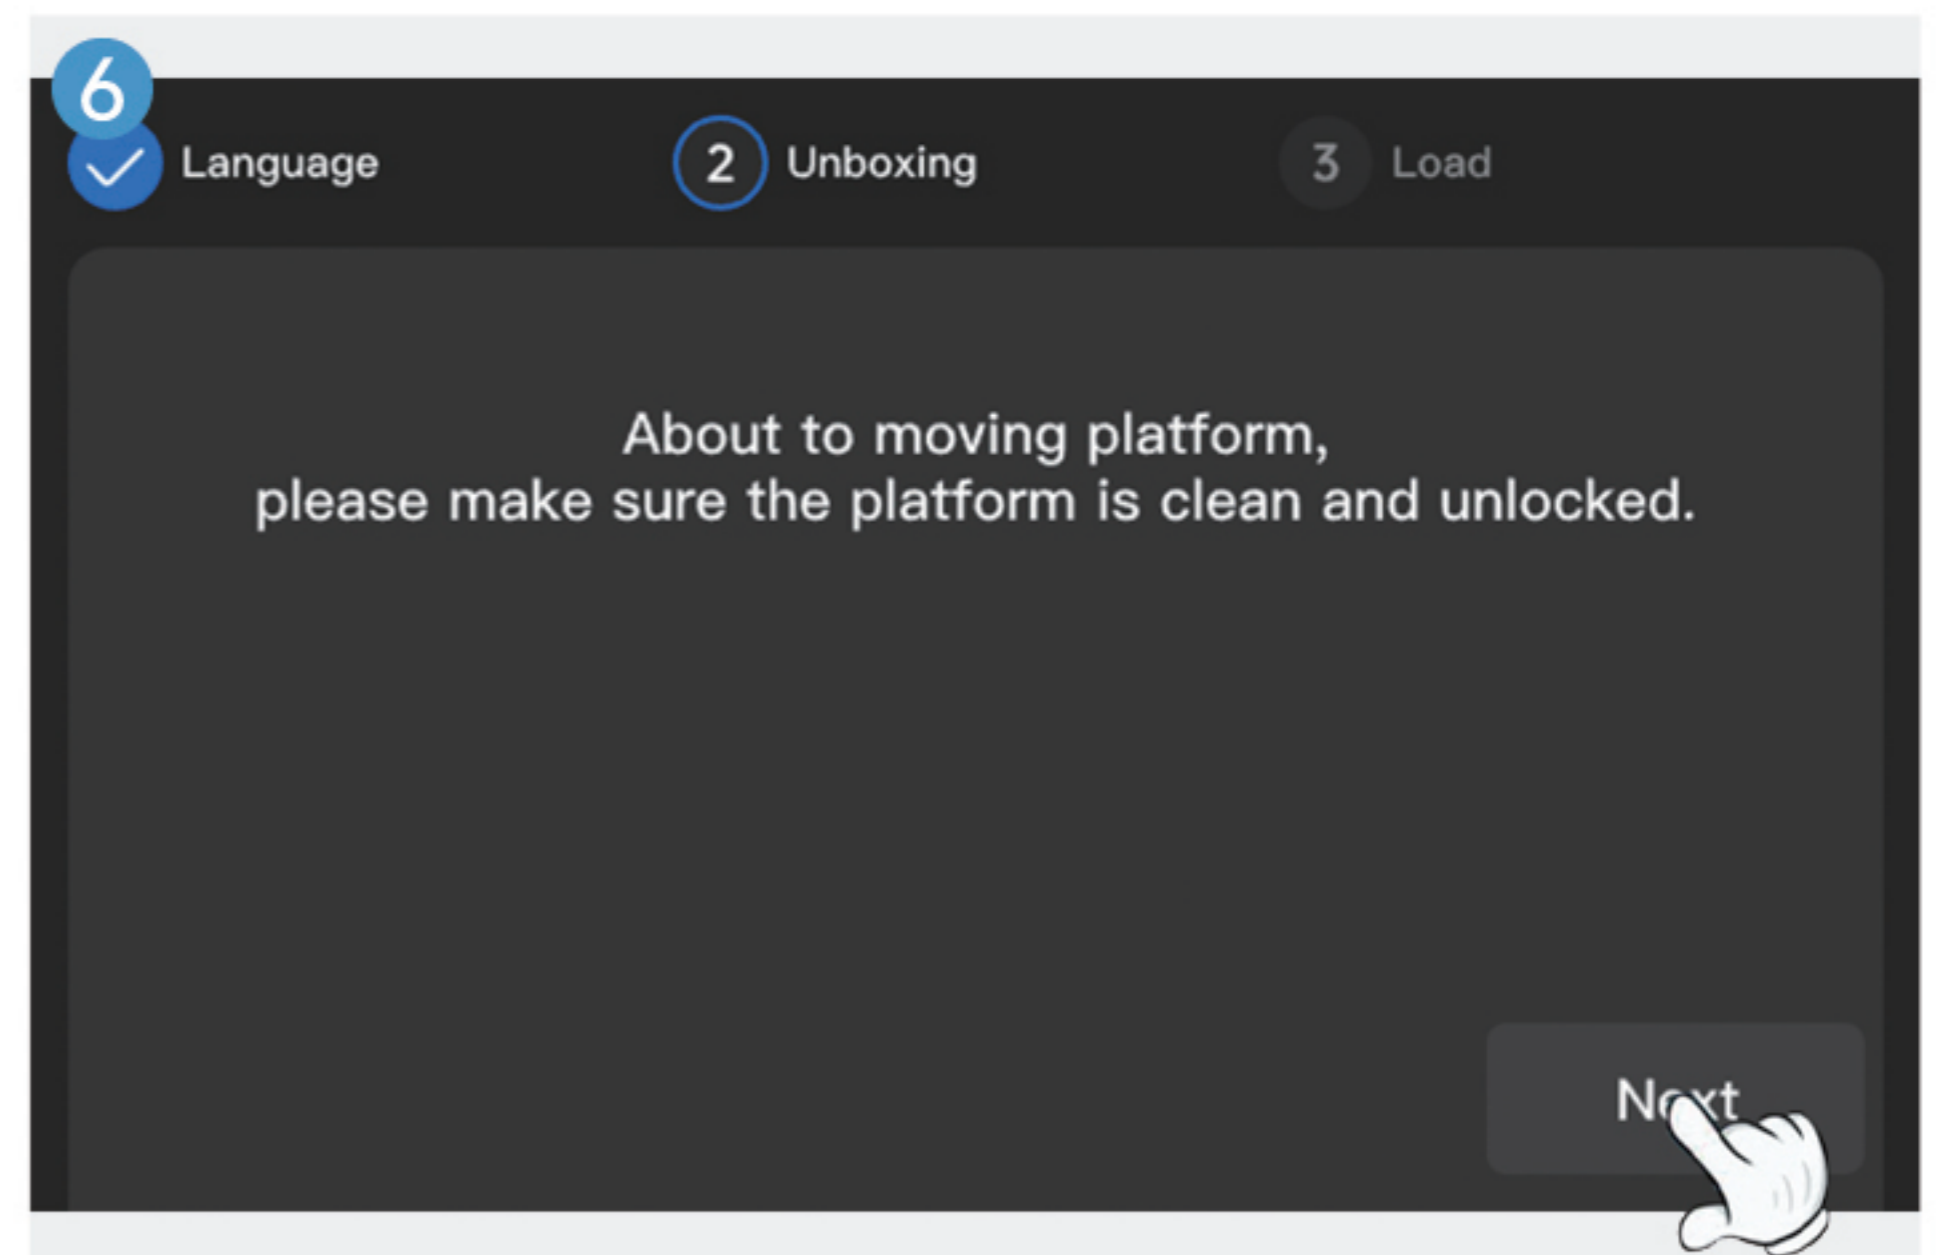 6
Language
2 Unboxing
3 Load
About to moving platform,
please make sure the platform is clean and unlocked.
Next